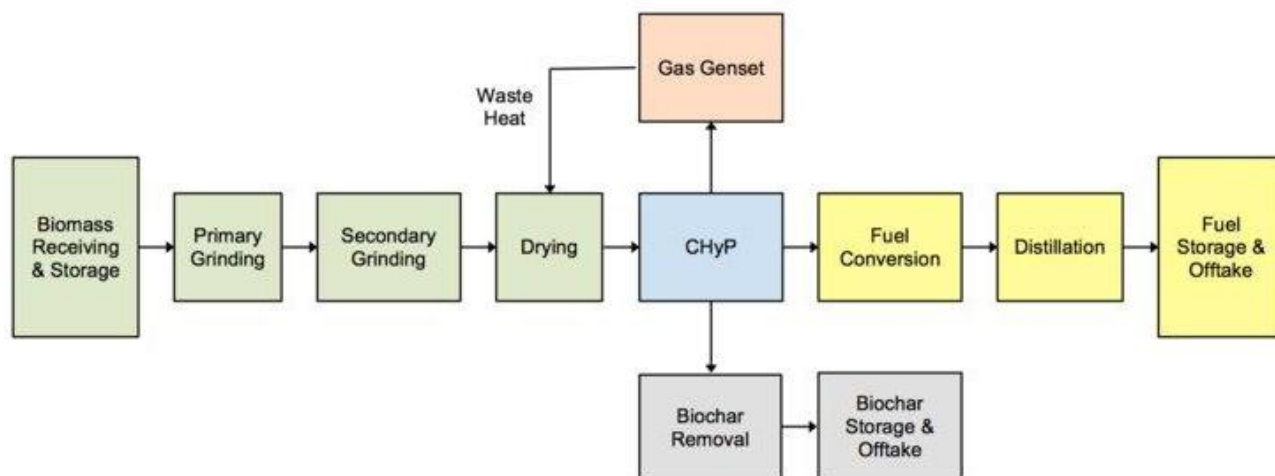 Gas Genset
Waste
Heat
Biomass
Receiving
& Storage
Primary
Grinding
Secondary
Grinding
Drying
CHyP
Fuel
Conversion
Distillation
Fuel
Storage &
Offtake
Biochar
Removal
Biochar
Storage &
Offtake